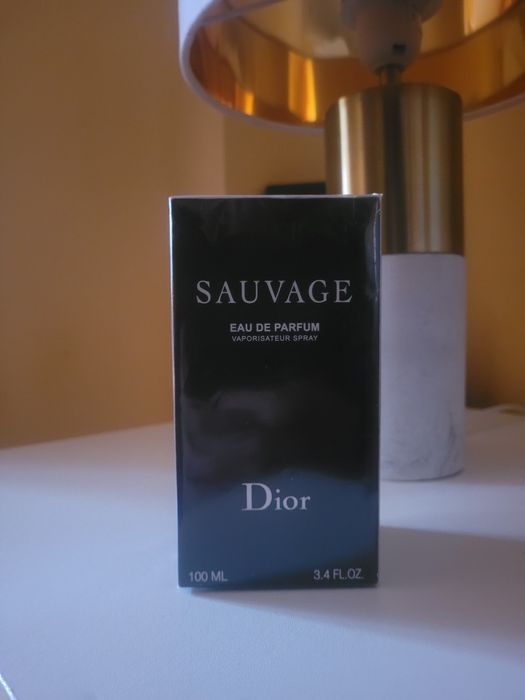 SAUVAGE
EAU DE PARFUM
VAPORISATEUR SPRAY
Dior
100 ML 3.4 FL.OZ.